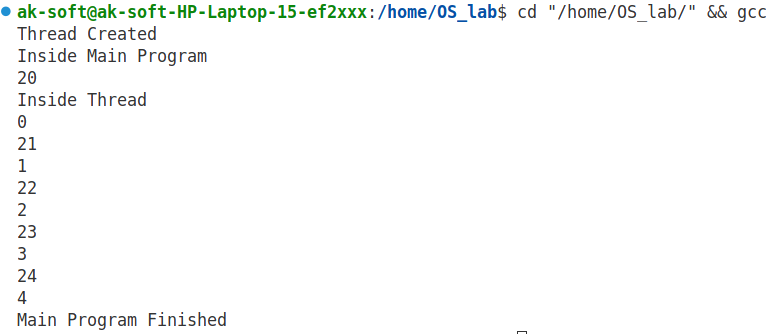 ak-soft@ak-soft-HP-Laptop-15-ef2xxx:/home/OS_lab$ cd "/home/OS_lab/" && gcc
Thread Created
Inside Main Program
20
Inside Thread
0
21
1
22
2
23
3
24
4
Main Program Finished